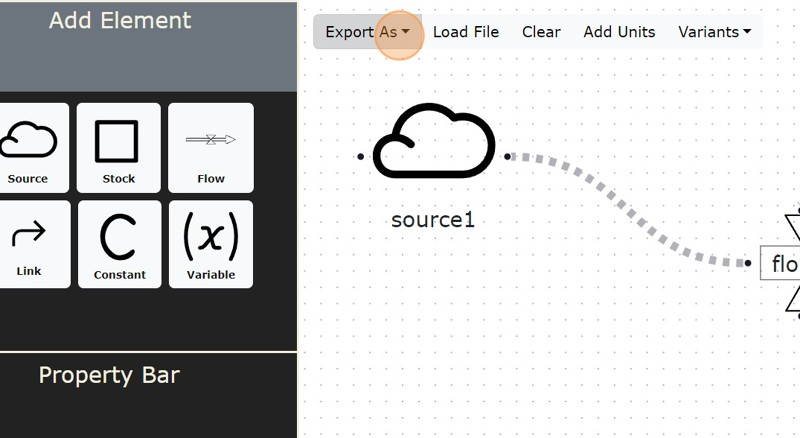 Add Element
Export As Load File Clear Add Units Variants
Source Stock Flow
Link Constant Variable
(x)
source1
flo
Property Bar